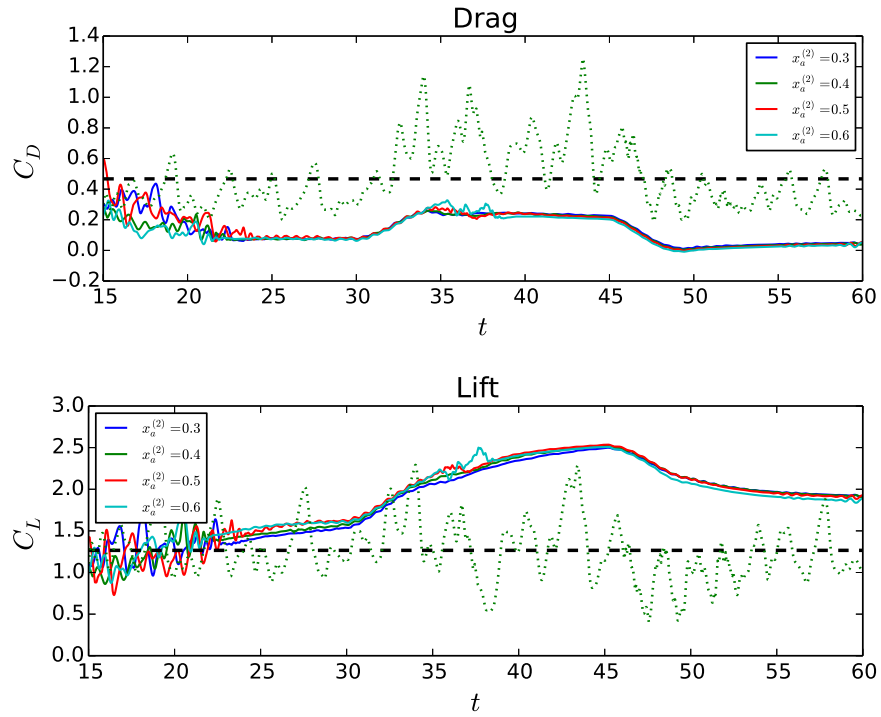 Drag
1.4
1.2
1.0
0.8
0.6
0.4
0.2
0.0
−0.2
C_D
x_a^(2) =0.3
x_a^(2) =0.4
x_a^(2) =0.5
x_a^(2) =0.6
15 20 25 30 35 40 45 50 55 60
t
Lift
3.0
2.5
2.0
1.5
1.0
0.5
0.0
C_L
x_a^(2) =0.3
x_a^(2) =0.4
x_a^(2) =0.5
x_a^(2) =0.6
15 20 25 30 35 40 45 50 55 60
t